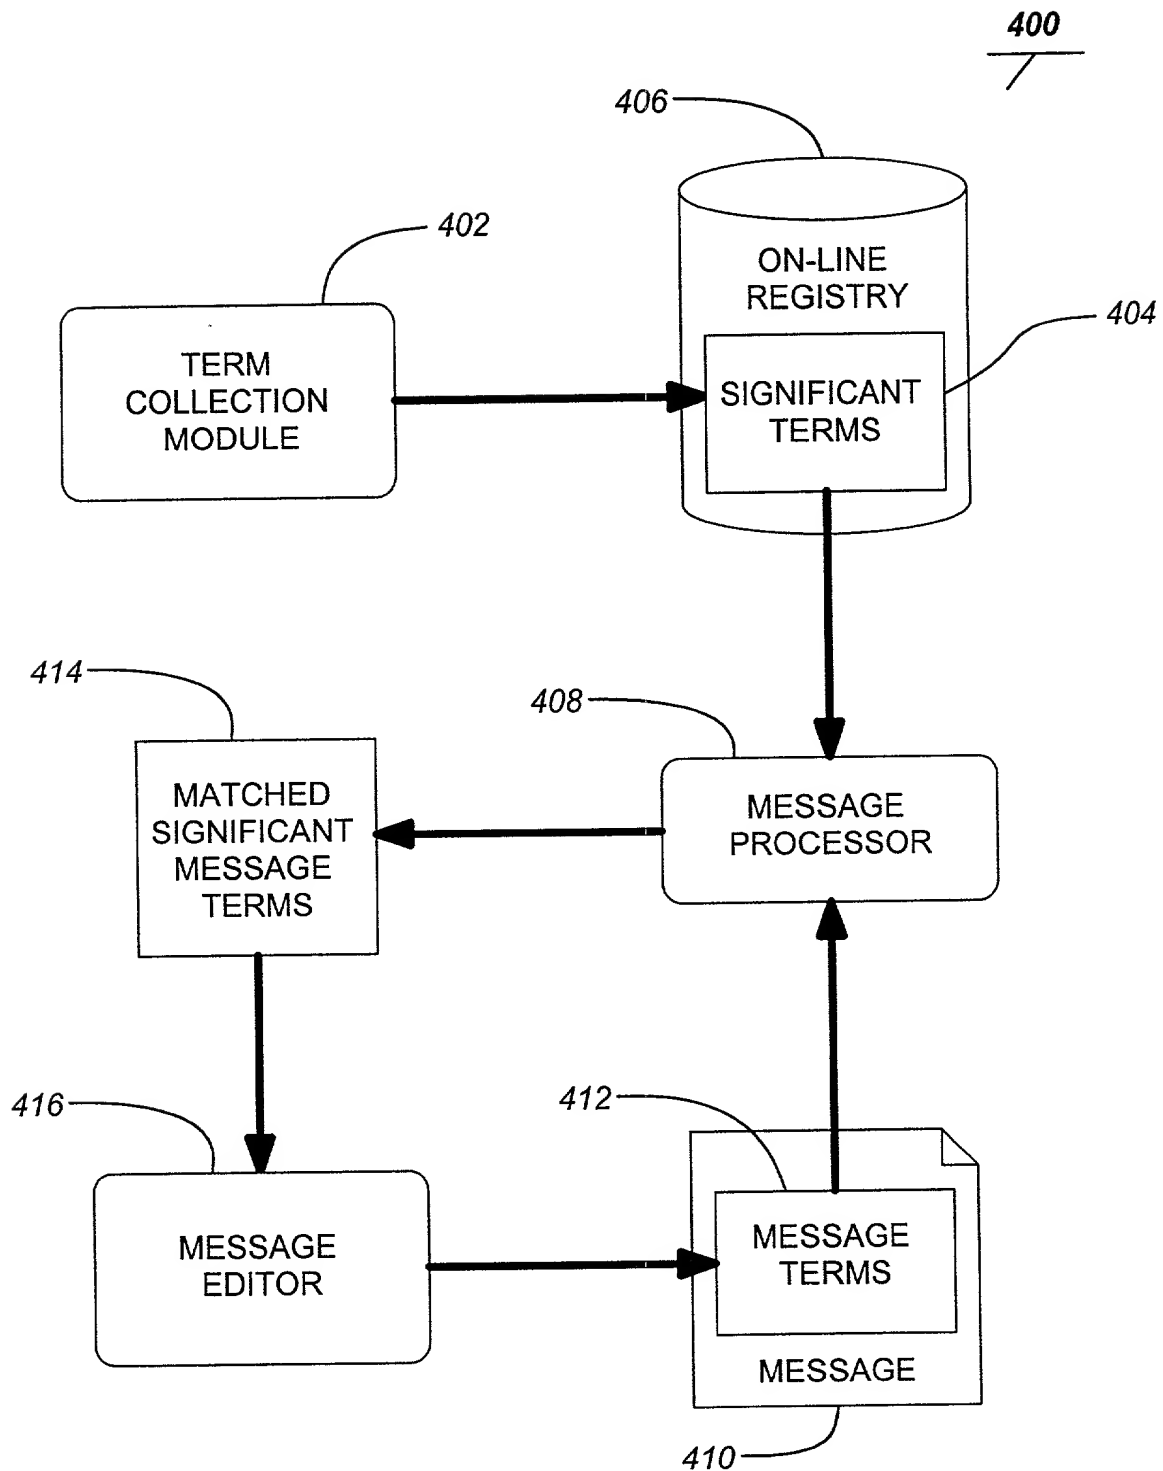 400
406
402
ON-LINE
REGISTRY
404
TERM
COLLECTION
MODULE
SIGNIFICANT
TERMS
414
408
MATCHED
SIGNIFICANT
MESSAGE
TERMS
MESSAGE
PROCESSOR
416
412
MESSAGE
EDITOR
MESSAGE
TERMS
MESSAGE
410